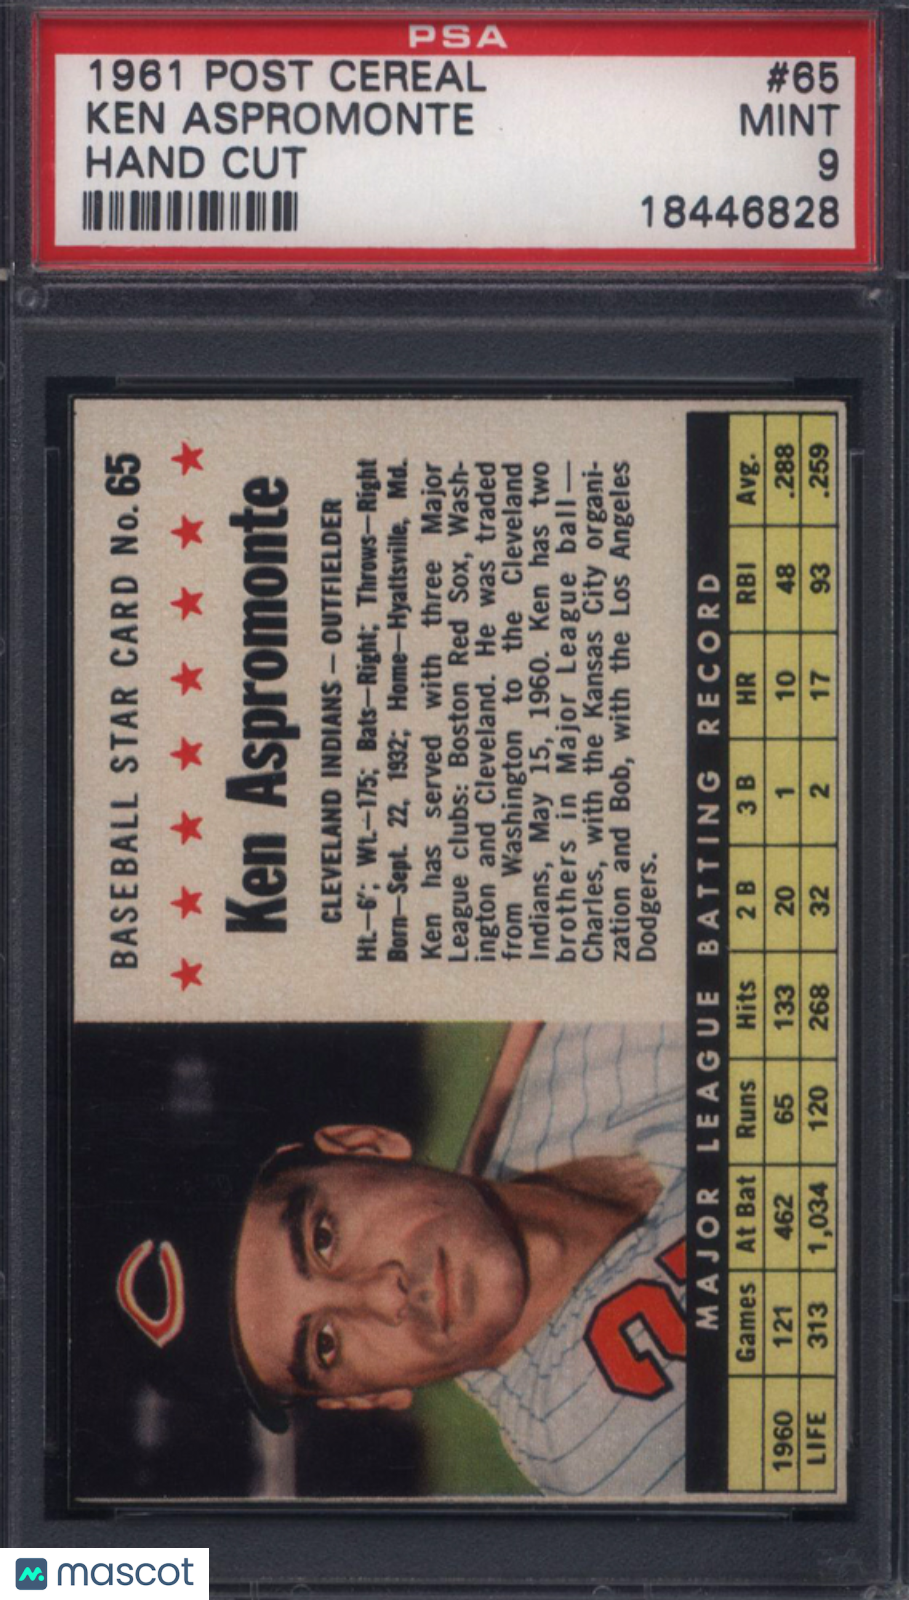 PSA
1961 POST CEREAL #65
KEN ASPROMONTE MINT
HAND CUT 9
18446828
BASEBALL STAR CARD No. 65
Ken Aspromonte
CLEVELAND INDIANS – OUTFIELDER
Ht.–6'; Wt.–175; Bats–Right; Throws–Right
Born–Sept. 22, 1932; Home–Hyattsville, Md.
Ken has served with three Major
League clubs: Boston Red Sox, Wash-
ington and Cleveland. He was traded
from Washington to the Cleveland
Indians, May 15, 1960. Ken has two
brothers in Major League ball —
Charles, with the Kansas City organi-
zation and Bob, with the Los Angeles
Dodgers.
C
2
MAJOR LEAGUE BATTING RECORD
Games At Bat Runs Hits 2 B 3 B HR RBI Avg.
1960 121 462 65 133 20 1 10 48 .288
LIFE 313 1,034 120 268 32 2 17 93 .259
mascot